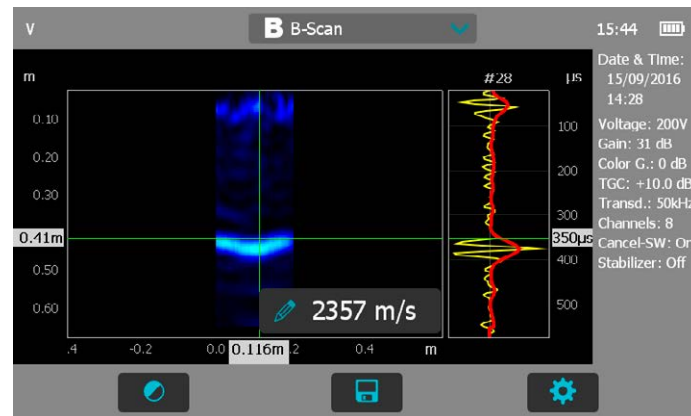 V
B B-Scan
15:44
m
#28
µs
0.10
0.20
0.30
0.41m
0.50
0.60
100
200
300
350µs
400
500
2357 m/s
.4
-0.2
0.0
0.116m
.2
0.4
m
Date & Time:
15/09/2016
14:28
Voltage: 200V
Gain: 31 dB
Color G.: 0 dB
TGC: +10.0 dB
Transd.: 50kHz
Channels: 8
Cancel-SW: On
Stabilizer: Off